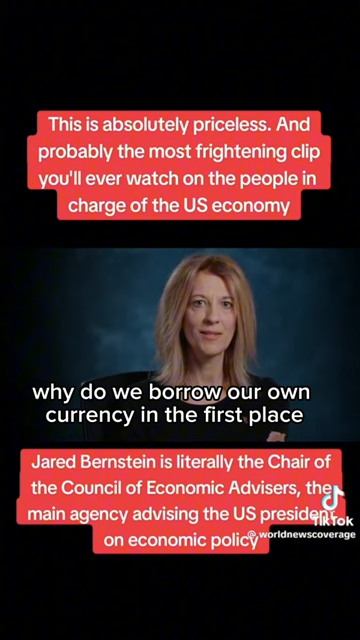 This is absolutely priceless. And
probably the most frightening clip
you'll ever watch on the people in
charge of the US economy
why do we borrow our own
currency in the first place
Jared Bernstein is literally the Chair of
the Council of Economic Advisers, the
main agency advising the US president
on economic policy
TikTok
@worldnewscoverage